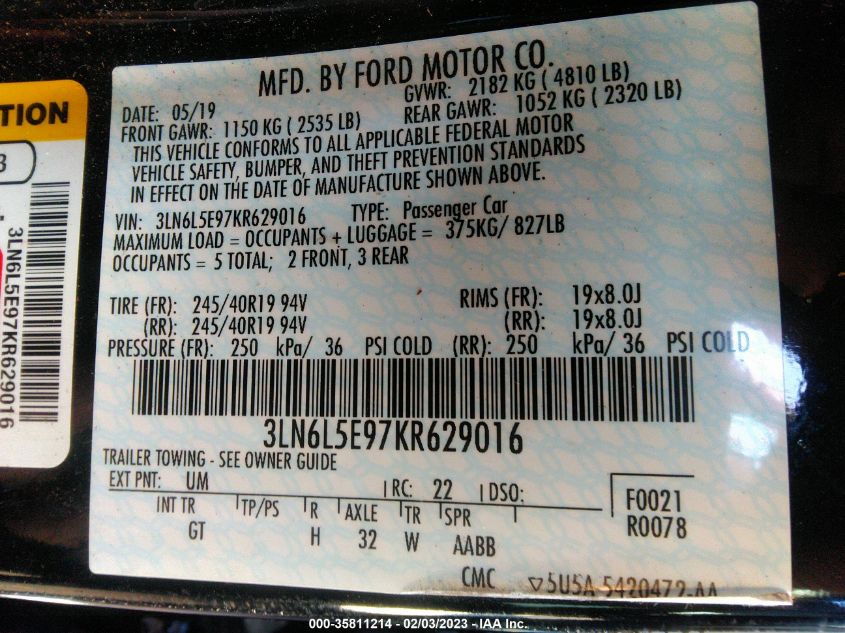 MFD. BY FORD MOTOR CO.
DATE: 05/19 GVWR: 2182 KG ( 4810 LB)
FRONT GAWR: 1150 KG ( 2535 LB) REAR GAWR: 1052 KG ( 2320 LB)
THIS VEHICLE CONFORMS TO ALL APPLICABLE FEDERAL MOTOR
VEHICLE SAFETY, BUMPER, AND THEFT PREVENTION STANDARDS
IN EFFECT ON THE DATE OF MANUFACTURE SHOWN ABOVE.
VIN: 3LN6L5E97KR629016 TYPE: Passenger Car
MAXIMUM LOAD = OCCUPANTS + LUGGAGE = 375KG/ 827LB
OCCUPANTS = 5 TOTAL; 2 FRONT, 3 REAR
TIRE (FR): 245/40R19 94V RIMS (FR): 19x8.0J
(RR): 245/40R19 94V (RR): 19x8.0J
PRESSURE (FR): 250 kPa/ 36 PSI COLD (RR): 250 kPa/ 36 PSI COLD
3LN6L5E97KR629016
TRAILER TOWING - SEE OWNER GUIDE
EXT PNT: UM RC: 22 DSO: F0021
INT TR TP/PS R AXLE TR SPR R0078
GT H 32 W AABB
CMC ▽5U5A 5420472-AA
TION
3
3LN6L5E97KR629016
000-35811214 - 02/03/2023 - IAA Inc.